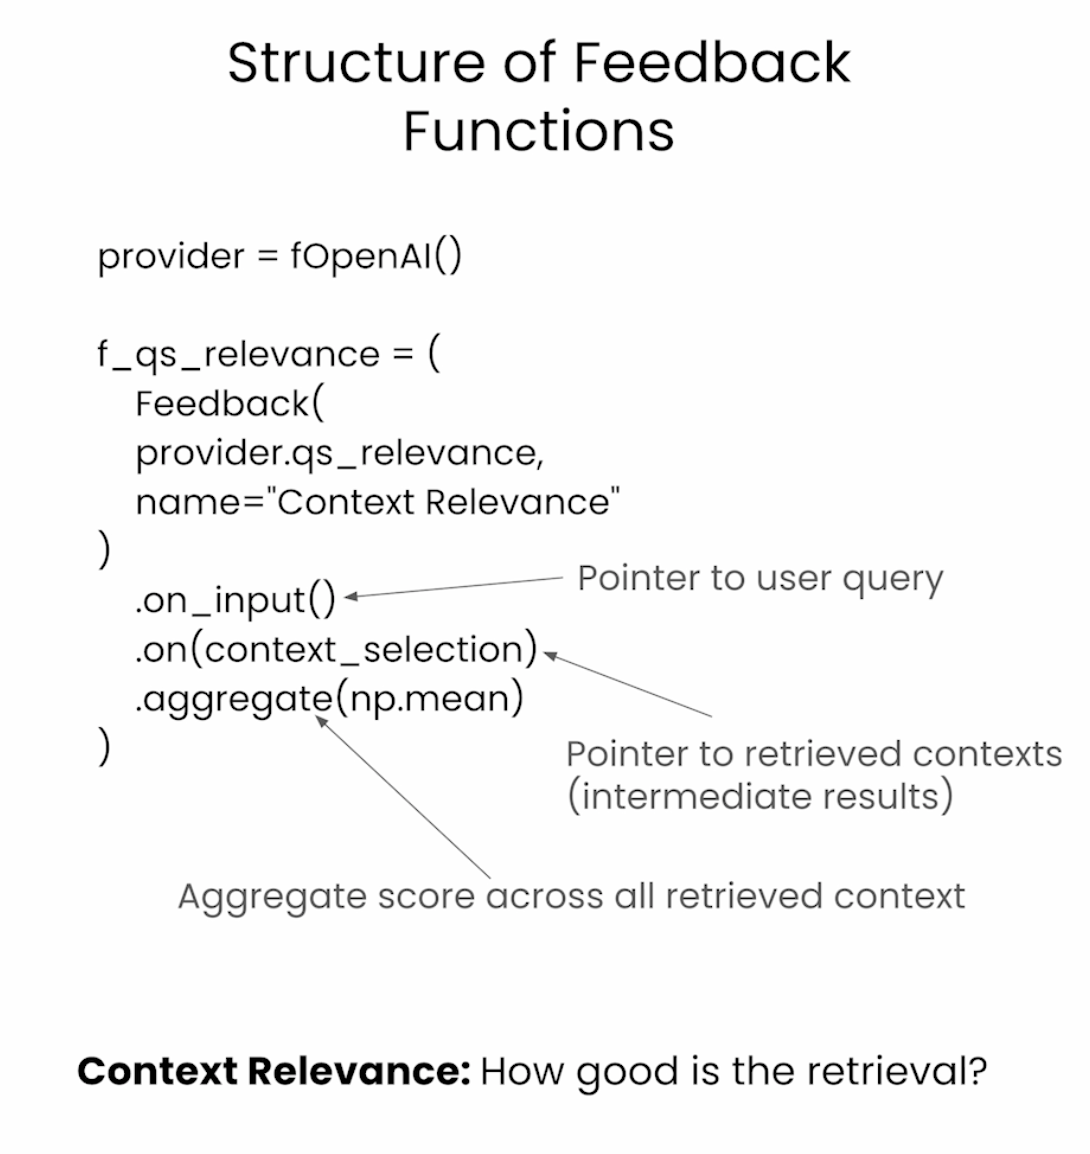 Structure of Feedback
Functions
provider = fOpenAI()
f_qs_relevance = (
Feedback(
provider.qs_relevance,
name="Context Relevance"
)
.on_input()
Pointer to user query
.on(context_selection)
.aggregate(np.mean)
)
Pointer to retrieved contexts
(intermediate results)
Aggregate score across all retrieved context
Context Relevance: How good is the retrieval?